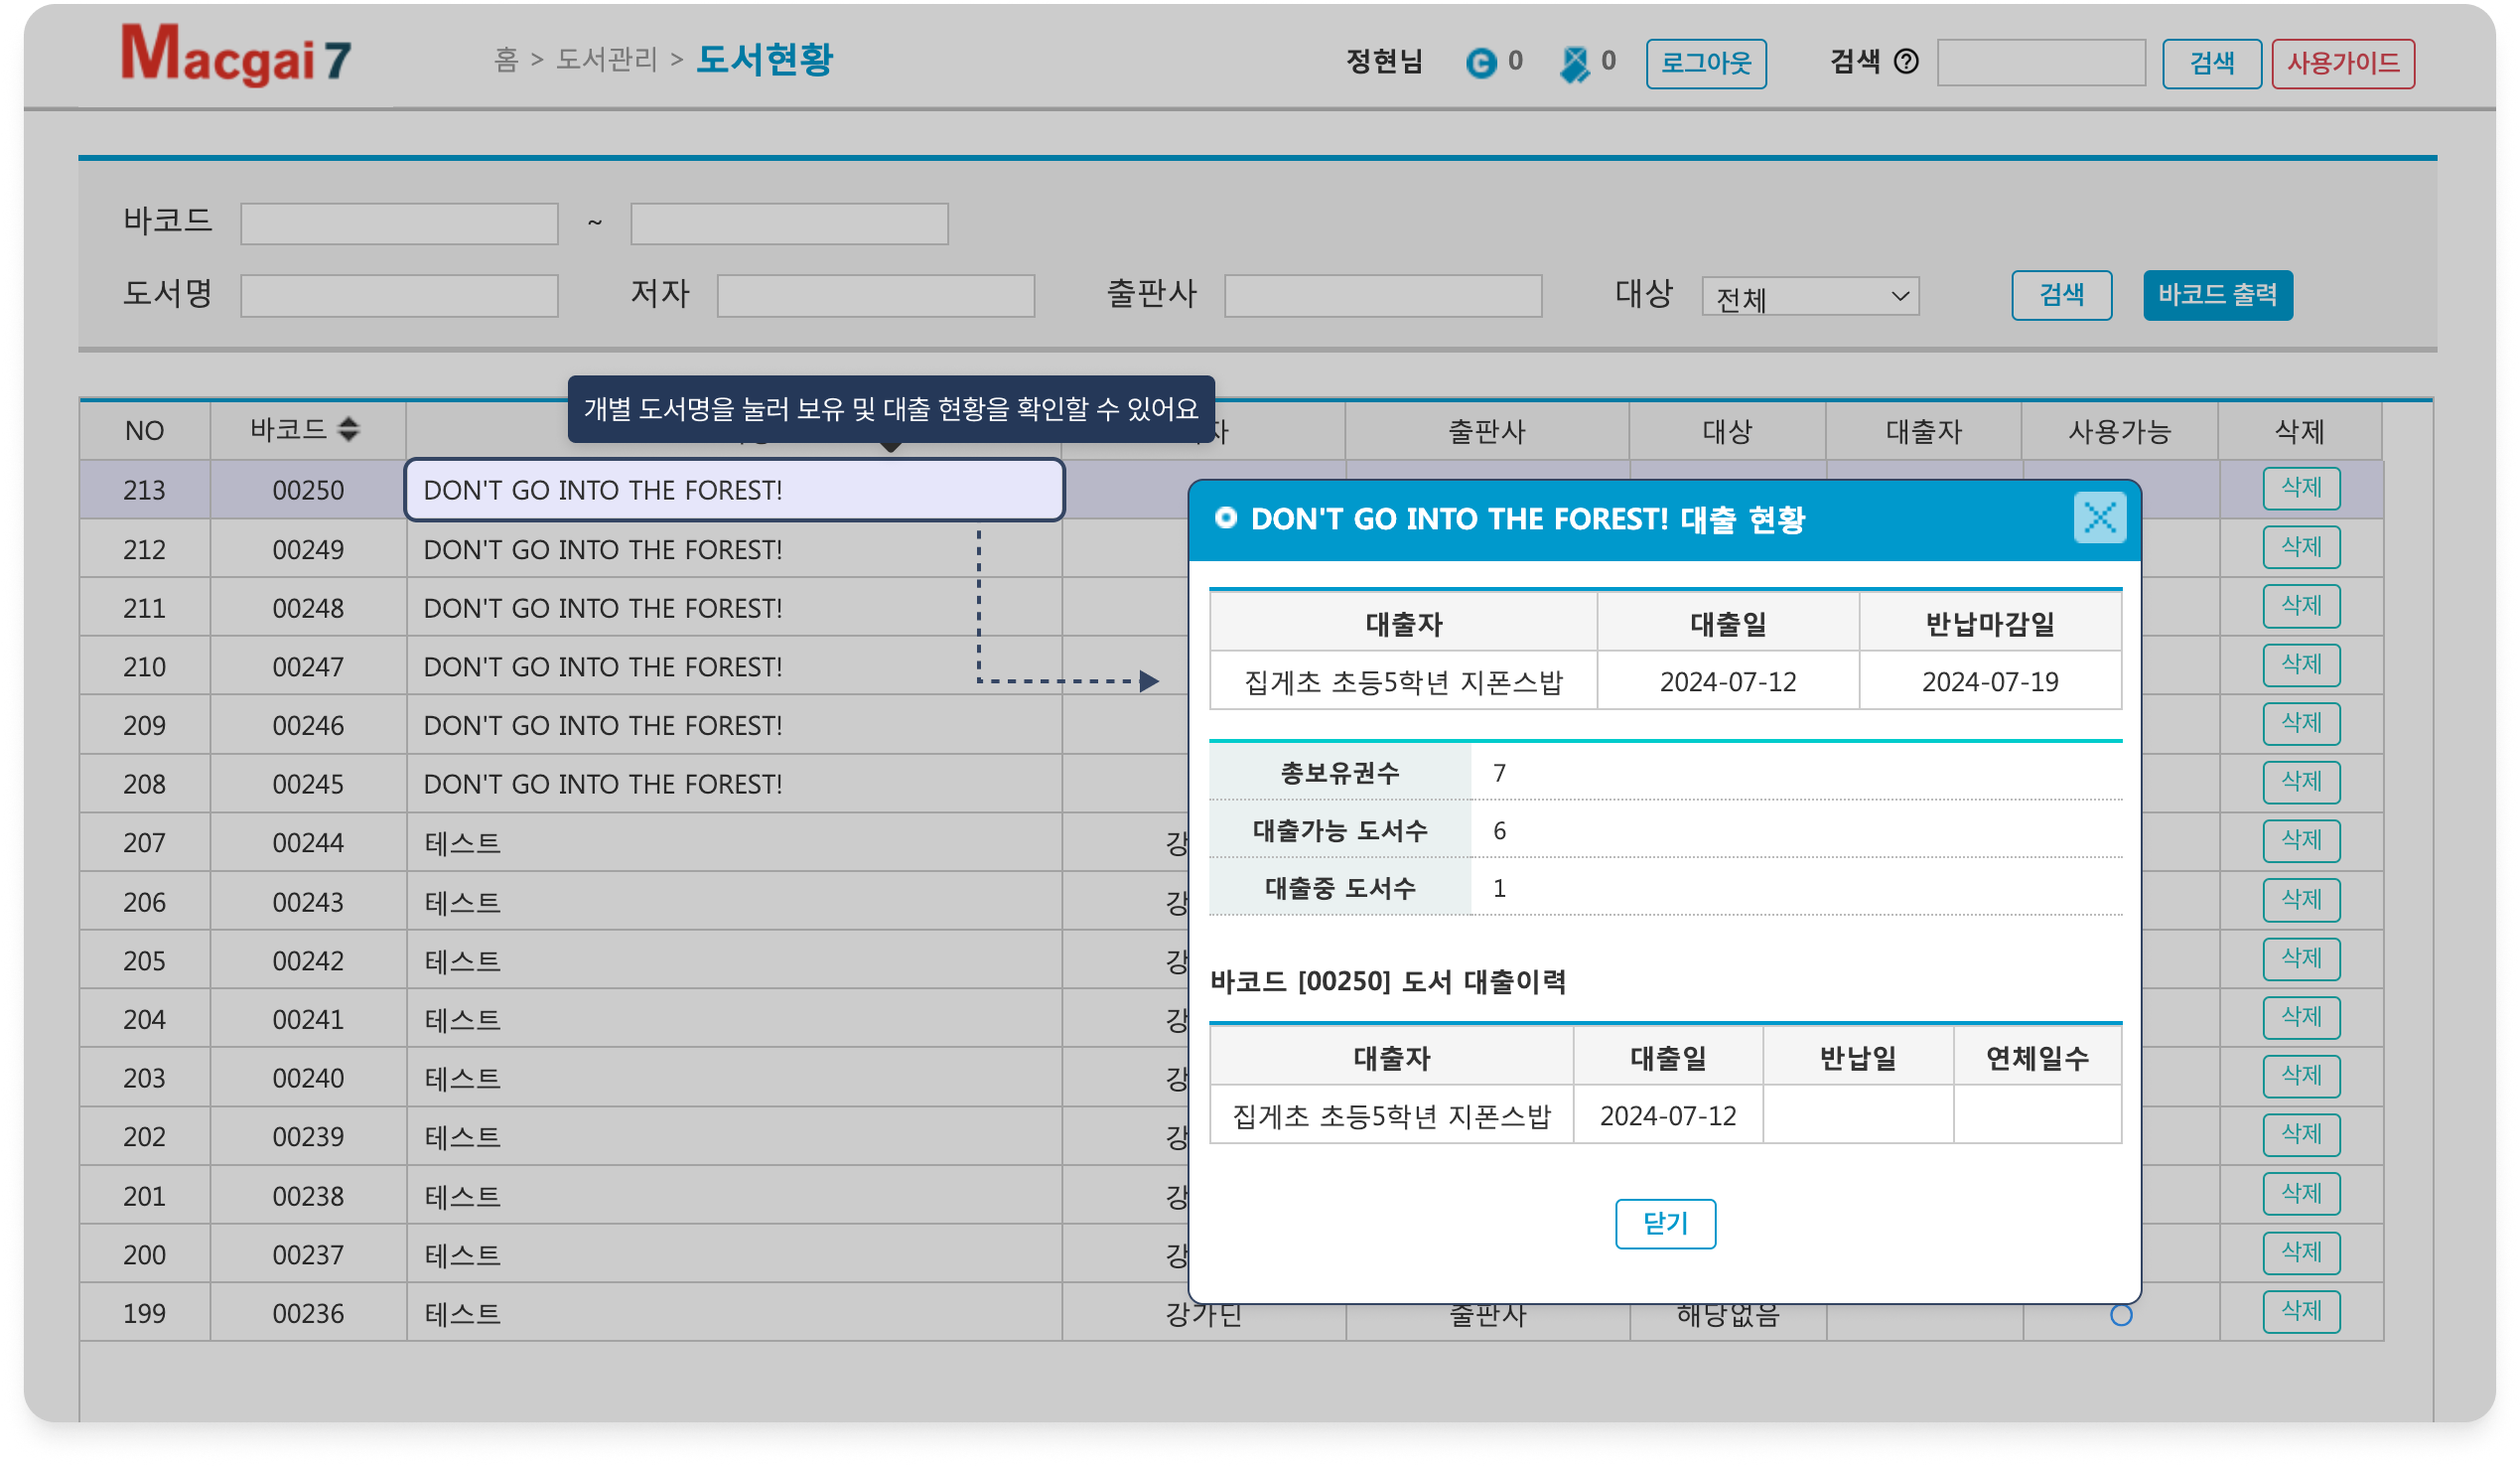 Macgai 7 홈 > 도서관리 > 도서현황 정현님 0 0 로그아웃 검색 ? 검색 사용가이드
바코드 ~
도서명 저자 출판사 대상 전체 검색 바코드 출력
개별 도서명을 눌러 보유 및 대출 현황을 확인할 수 있어요
NO 바코드 자 출판사 대상 대출자 사용가능 삭제
213 00250 DON'T GO INTO THE FOREST! 삭제
212 00249 DON'T GO INTO THE FOREST! 삭제
211 00248 DON'T GO INTO THE FOREST! 삭제
210 00247 DON'T GO INTO THE FOREST! 삭제
209 00246 DON'T GO INTO THE FOREST! 삭제
208 00245 DON'T GO INTO THE FOREST! 삭제
207 00244 테스트 강 삭제
206 00243 테스트 강 삭제
205 00242 테스트 강 삭제
204 00241 테스트 강 삭제
203 00240 테스트 강 삭제
202 00239 테스트 강 삭제
201 00238 테스트 강 삭제
200 00237 테스트 강 삭제
199 00236 테스트 강가딘 출판사 해당없음 O 삭제
DON'T GO INTO THE FOREST! 대출 현황
대출자 대출일 반납마감일
집게초 초등5학년 지폰스밥 2024-07-12 2024-07-19
총보유권수 7
대출가능 도서수 6
대출중 도서수 1
바코드 [00250] 도서 대출이력
대출자 대출일 반납일 연체일수
집게초 초등5학년 지폰스밥 2024-07-12
닫기